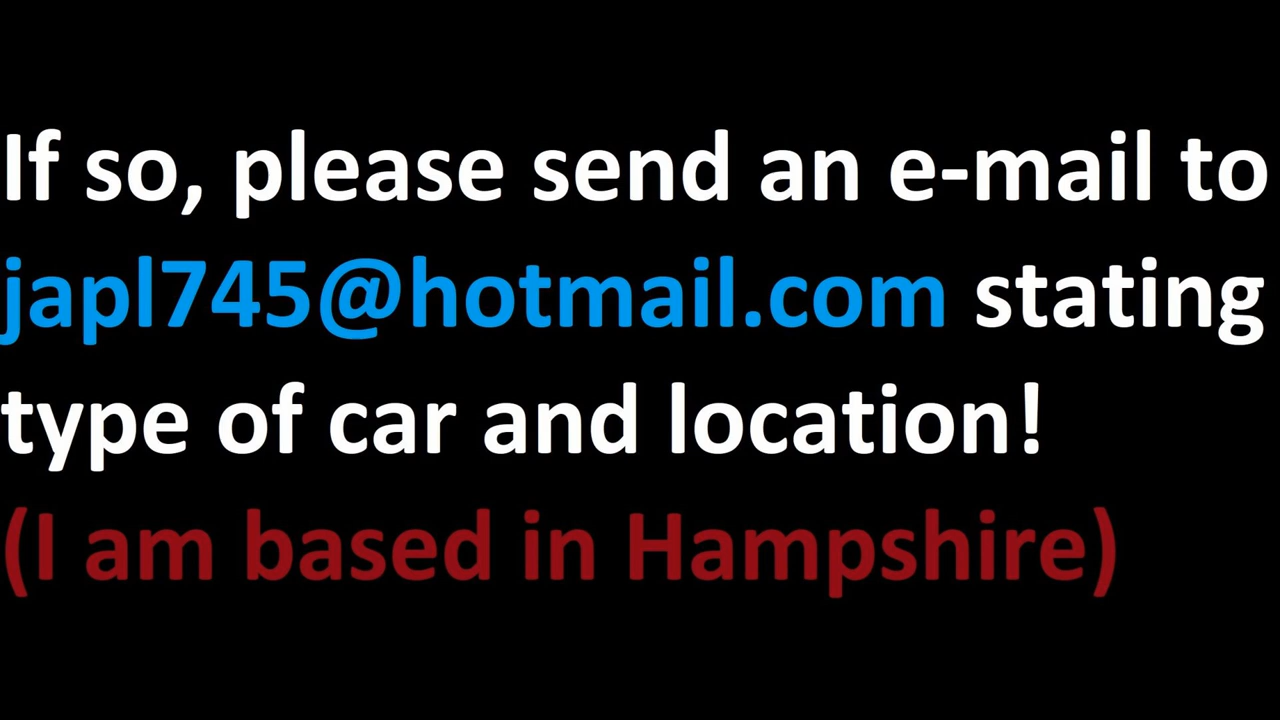 If so, please send an e-mail to
japl745@hotmail.com stating
type of car and location!
(I am based in Hampshire)